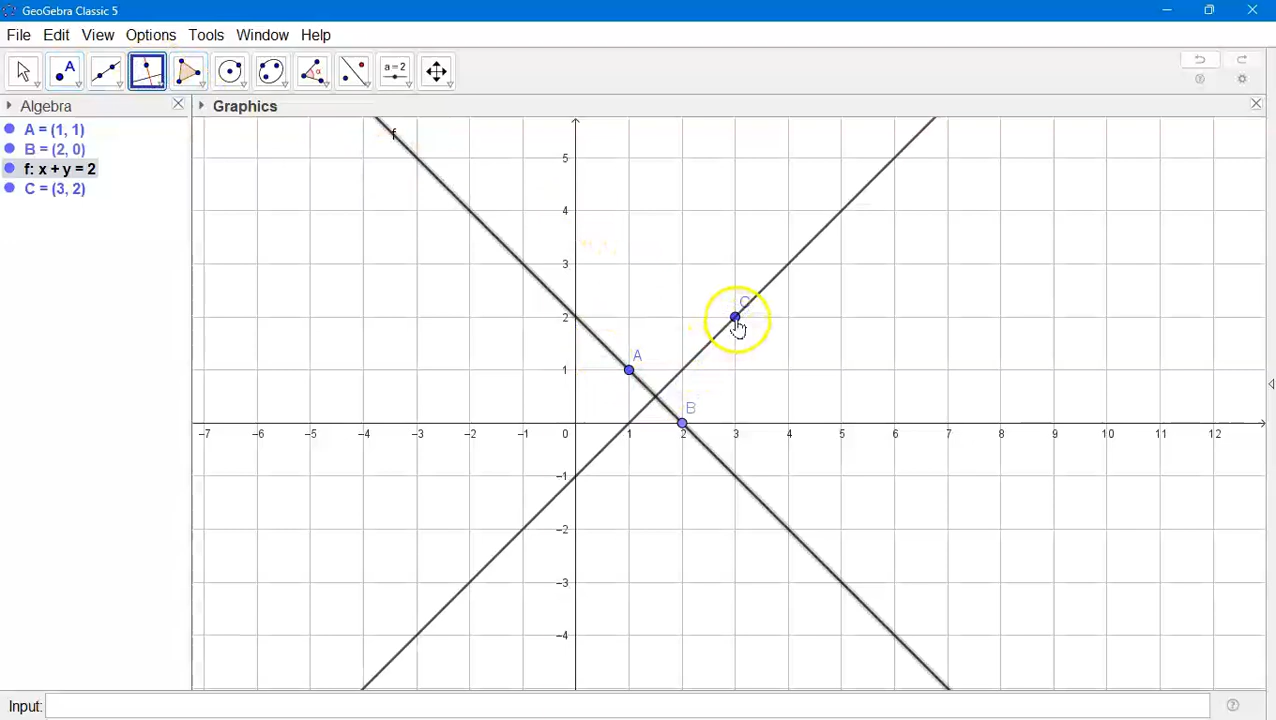 GeoGebra Classic 5
File Edit View Options Tools Window Help
A α a = 2
Algebra
Graphics
A = (1, 1)
B = (2, 0)
f: x + y = 2
C = (3, 2)
f
5
4
3
C
2
A
1
B
–7 –6 –5 –4 –3 –2 –1 0 1 2 3 4 5 6 7 8 9 10 11 12
–1
–2
–3
–4
Input: